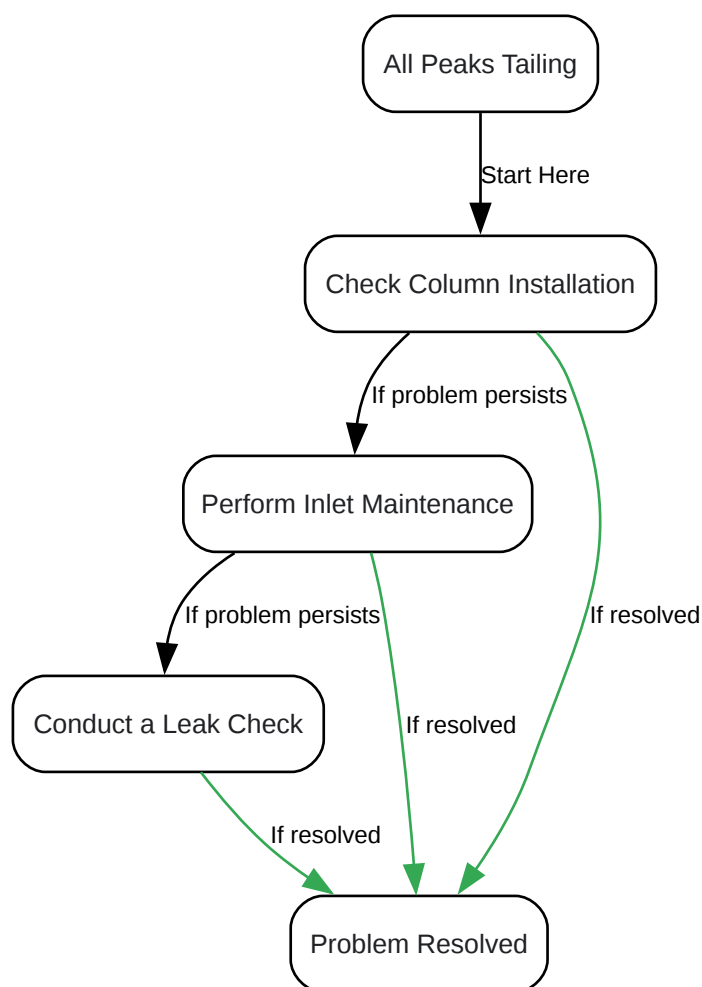 All Peaks Tailing
Start Here
Check Column Installation
If problem persists
Perform Inlet Maintenance
If problem persists
If resolved
Conduct a Leak Check
If resolved
If resolved
Problem Resolved